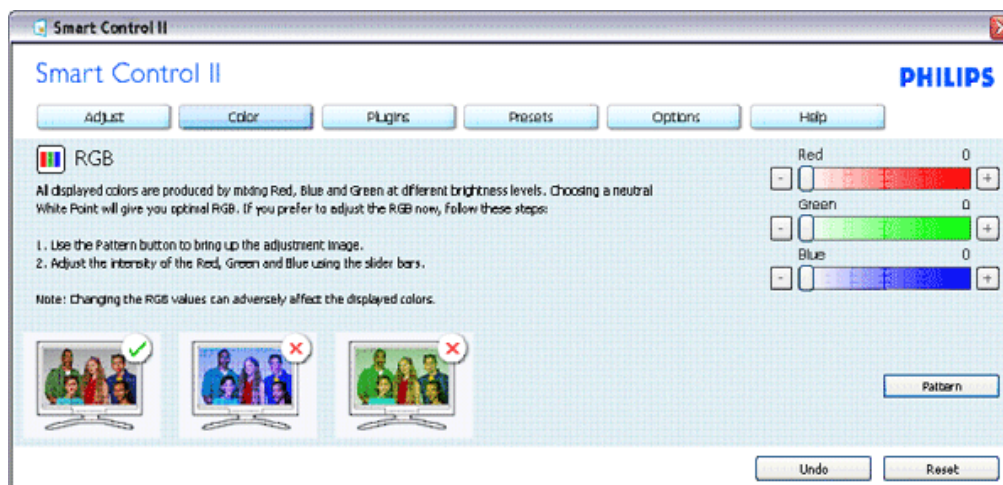 Smart Control II
Smart Control II
PHILIPS
Adjust Color Plugins Presets Options Help
RGB
All displayed colors are produced by mixing Red, Blue and Green at different brightness levels. Choosing a neutral
White Point will give you optimal RGB. If you prefer to adjust the RGB now, follow these steps:
1. Use the Pattern button to bring up the adjustment image.
2. Adjust the intensity of the Red, Green and Blue using the slider bars.
Note: Changing the RGB values can adversely affect the displayed colors.
Red 0
- +
Green 0
- +
Blue 0
- +
Pattern
Undo Reset